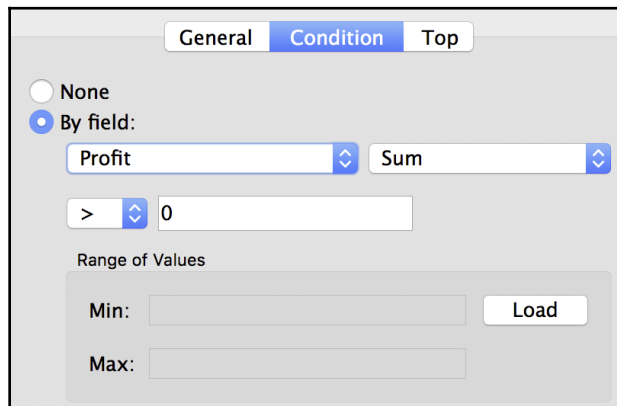 General Condition Top
None
By field:
Profit Sum
> 0
Range of Values
Min: Load
Max: